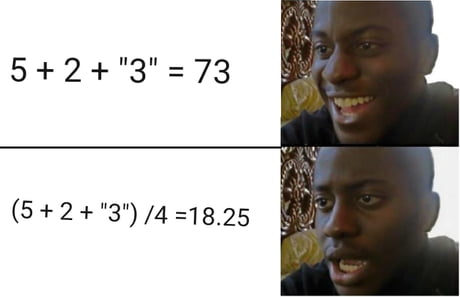 5 + 2 + "3" = 73
(5 + 2 + "3") /4 =18.25